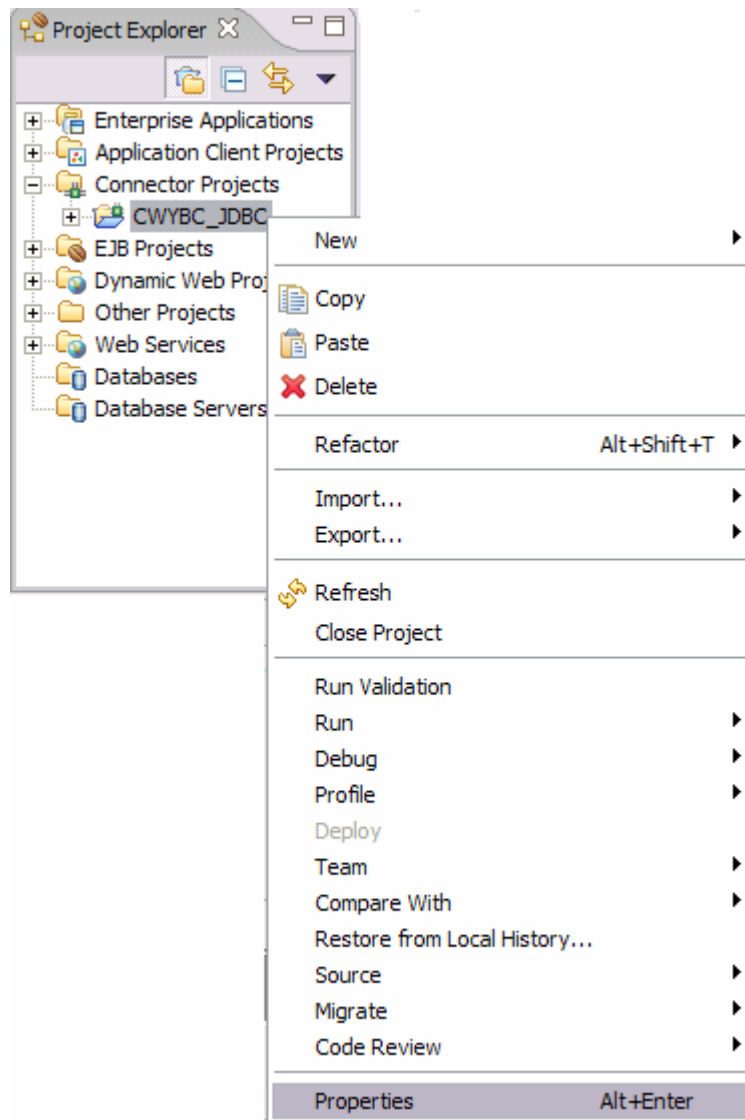 Project Explorer
Enterprise Applications
Application Client Projects
Connector Projects
CWYBC_JDBC
EJB Projects
Dynamic Web Proj
Other Projects
Web Services
Databases
Database Servers
New
Copy
Paste
Delete
Refactor Alt+Shift+T
Import...
Export...
Refresh
Close Project
Run Validation
Run
Debug
Profile
Deploy
Team
Compare With
Restore from Local History...
Source
Migrate
Code Review
Properties Alt+Enter